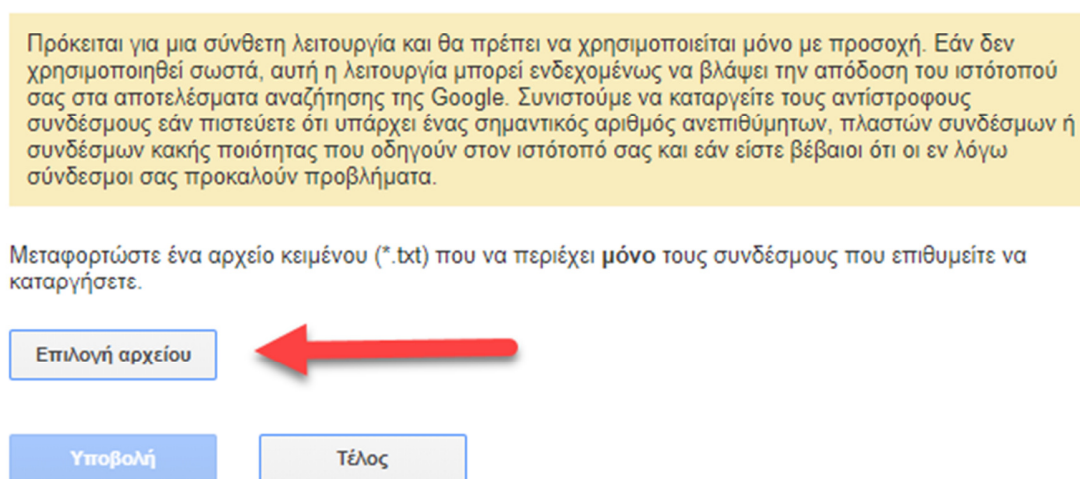 Πρόκειται για μια σύνθετη λειτουργία και θα πρέπει να χρησιμοποιείται μόνο με προσοχή. Εάν δεν
χρησιμοποιηθεί σωστά, αυτή η λειτουργία μπορεί ενδεχομένως να βλάψει την απόδοση του ιστότοπού
σας στα αποτελέσματα αναζήτησης της Google. Συνιστούμε να καταργείτε τους αντίστροφους
συνδέσμους εάν πιστεύετε ότι υπάρχει ένας σημαντικός αριθμός ανεπιθύμητων, πλαστών συνδέσμων ή
συνδέσμων κακής ποιότητας που οδηγούν στον ιστότοπό σας και εάν είστε βέβαιοι ότι οι εν λόγω
σύνδεσμοι σας προκαλούν προβλήματα.
Μεταφορτώστε ένα αρχείο κειμένου (*.txt) που να περιέχει μόνο τους συνδέσμους που επιθυμείτε να
καταργήσετε.
Επιλογή αρχείου
Υποβολή
Τέλος